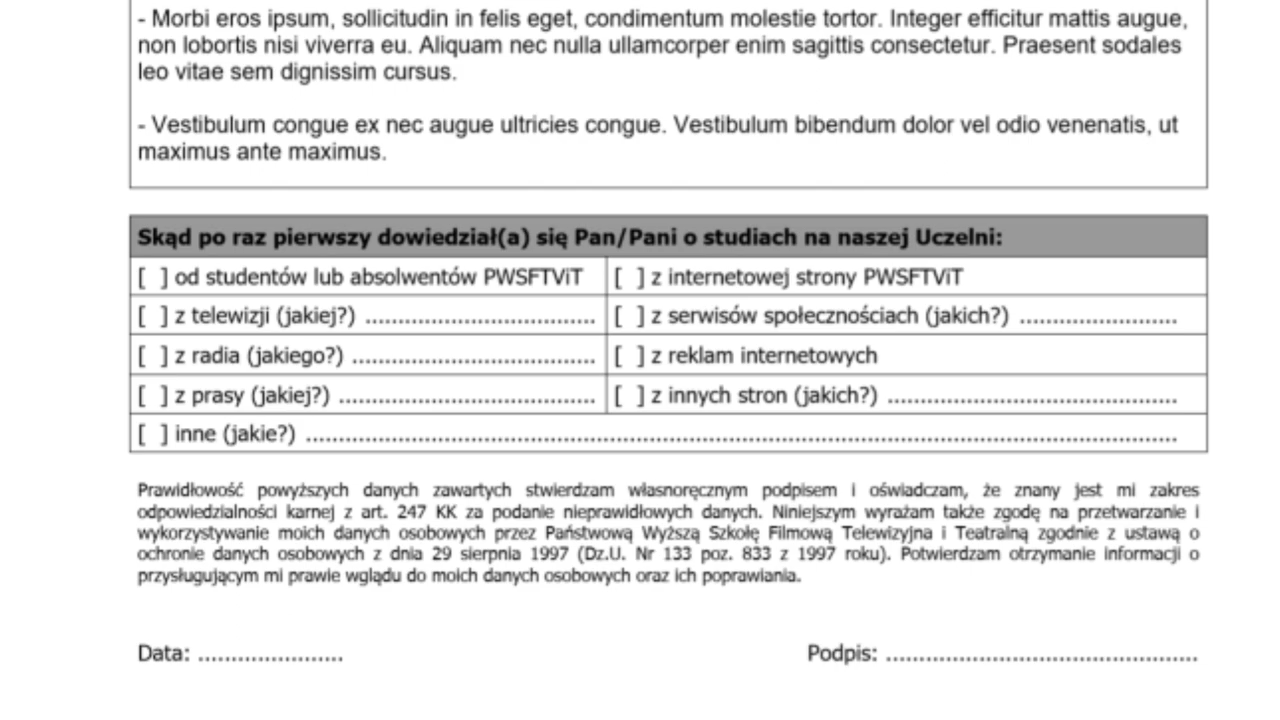 - Morbi eros ipsum, sollicitudin in felis eget, condimentum molestie tortor. Integer efficitur mattis augue,
non lobortis nisi viverra eu. Aliquam nec nulla ullamcorper enim sagittis consectetur. Praesent sodales
leo vitae sem dignissim cursus.
- Vestibulum congue ex nec augue ultricies congue. Vestibulum bibendum dolor vel odio venenatis, ut
maximus ante maximus.
Skąd po raz pierwszy dowiedział(a) się Pan/Pani o studiach na naszej Uczelni:
[ ] od studentów lub absolwentów PWSFTViT [ ] z internetowej strony PWSFTViT
[ ] z telewizji (jakiej?) ................................... [ ] z serwisów społecznościach (jakich?) ........................
[ ] z radia (jakiego?) ..................................... [ ] z reklam internetowych
[ ] z prasy (jakiej?) ....................................... [ ] z innych stron (jakich?) ............................................
[ ] inne (jakie?) ....................................................................................................................................
Prawidłowość powyższych danych zawartych stwierdzam własnoręcznym podpisem i oświadczam, że znany jest mi zakres
odpowiedzialności karnej z art. 247 KK za podanie nieprawidłowych danych. Niniejszym wyrażam także zgodę na przetwarzanie i
wykorzystywanie moich danych osobowych przez Państwową Wyższą Szkołę Filmową Telewizyjna i Teatralną zgodnie z ustawą o
ochronie danych osobowych z dnia 29 sierpnia 1997 (Dz.U. Nr 133 poz. 833 z 1997 roku). Potwierdzam otrzymanie informacji o
przysługującym mi prawie wglądu do moich danych osobowych oraz ich poprawiania.
Data: ...................... Podpis: ...............................................